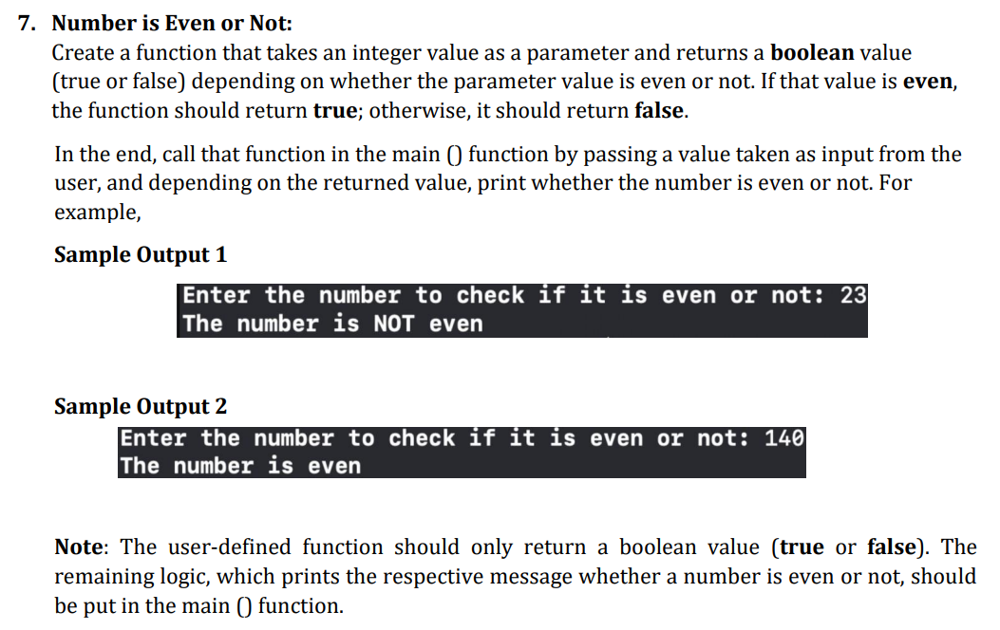 7. Number is Even or Not:
Create a function that takes an integer value as a parameter and returns a boolean value
(true or false) depending on whether the parameter value is even or not. If that value is even,
the function should return true; otherwise, it should return false.
In the end, call that function in the main () function by passing a value taken as input from the
user, and depending on the returned value, print whether the number is even or not. For
example,
Sample Output 1
Enter the number to check if it is even or not: 23
The number is NOT even
Sample Output 2
Enter the number to check if it is even or not: 140
The number is even
Note: The user-defined function should only return a boolean value (true or false). The
remaining logic, which prints the respective message whether a number is even or not, should
be put in the main () function.